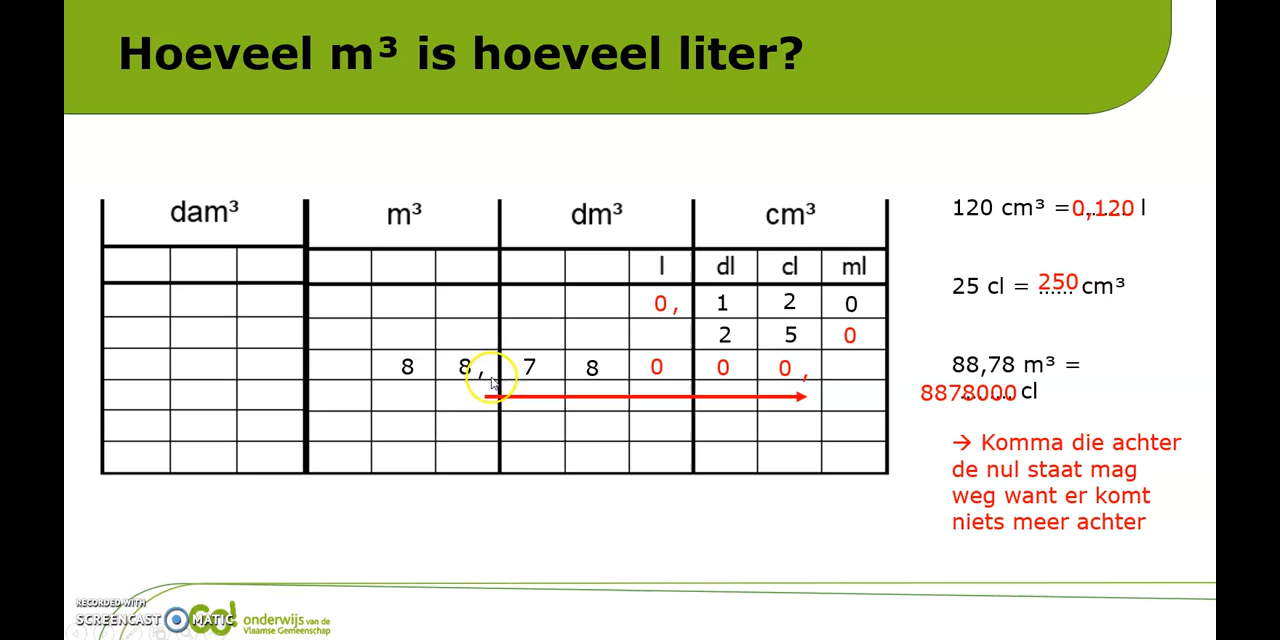 Hoeveel m³ is hoeveel liter?
dam³ m³ dm³ cm³
l dl cl ml
0, 1 2 0
2 5 0
8 8, 7 8 0 0 0,
120 cm³ =0,120 l
25 cl = 250 cm³
88,78 m³ =
8878000 cl
→ Komma die achter
de nul staat mag
weg want er komt
niets meer achter
RECORDED WITH
SCREENCAST MATIC
GO! onderwijs van de
Vlaamse Gemeenschap